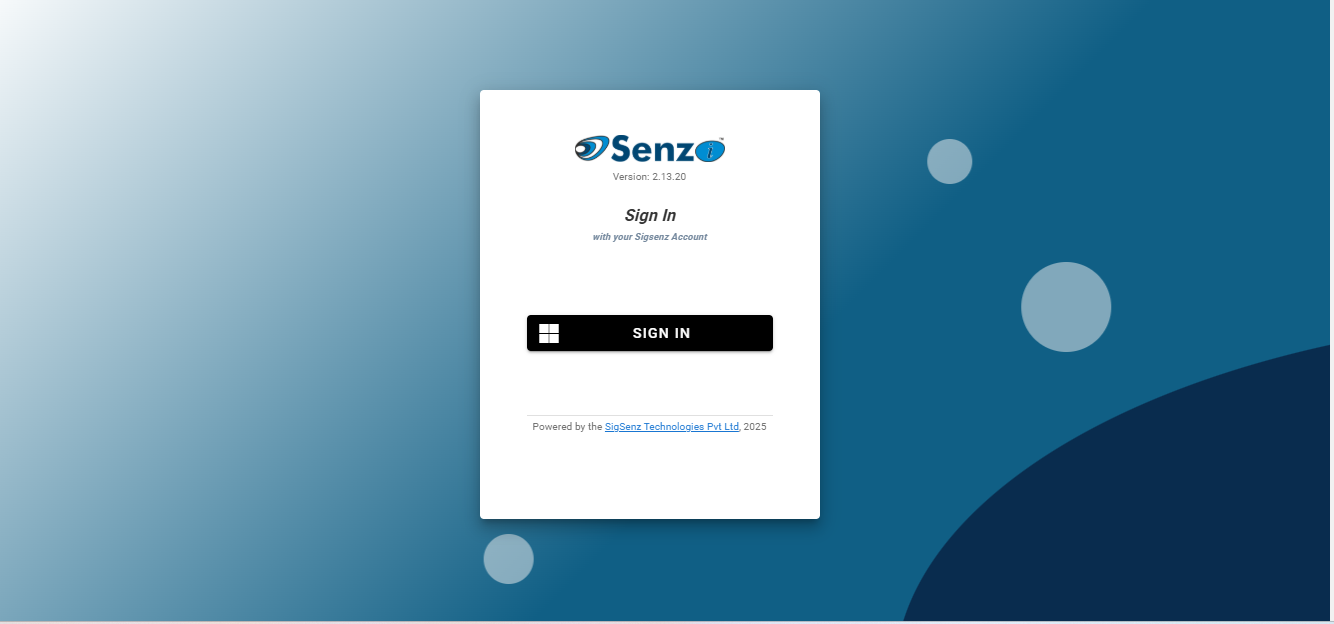 Senzi™
Version: 2.13.20
Sign In
with your Sigsenz Account
SIGN IN
Powered by the SigSenz Technologies Pvt Ltd, 2025